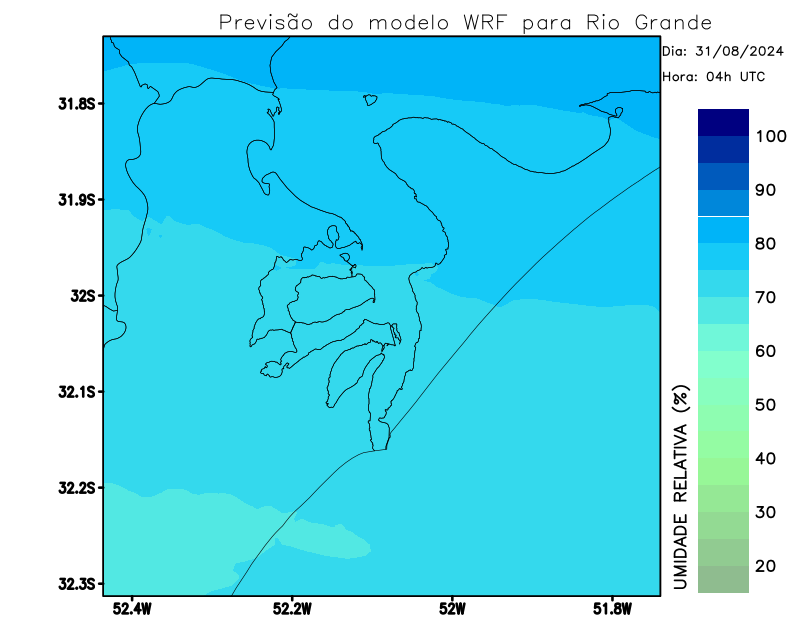 Previsão do modelo WRF para Rio Grande
Dia: 31/08/2024
Hora: 04h UTC
31.8S
31.9S
32S
32.1S
32.2S
32.3S
52.4W
52.2W
52W
51.8W
100
90
80
70
60
50
40
30
20
UMIDADE RELATIVA (%)